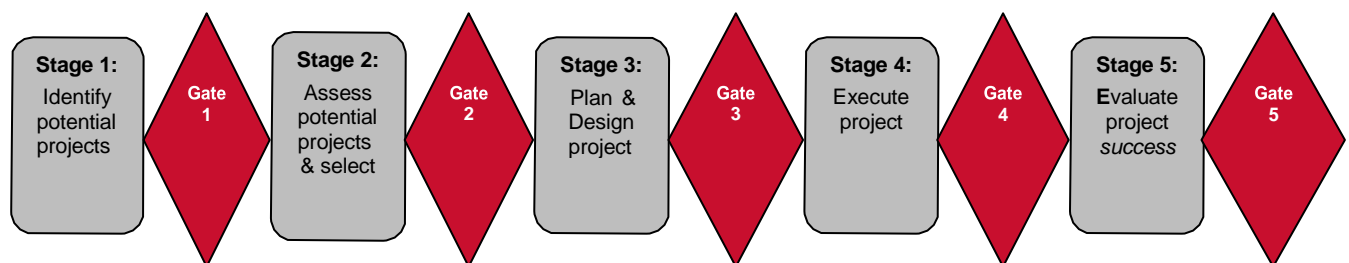 Stage 1:
Identify
potential
projects
Gate
1
Stage 2:
Assess
potential
projects
& select
Gate
2
Stage 3:
Plan &
Design
project
Gate
3
Stage 4:
Execute
project
Gate
4
Stage 5:
Evaluate
project
success
Gate
5